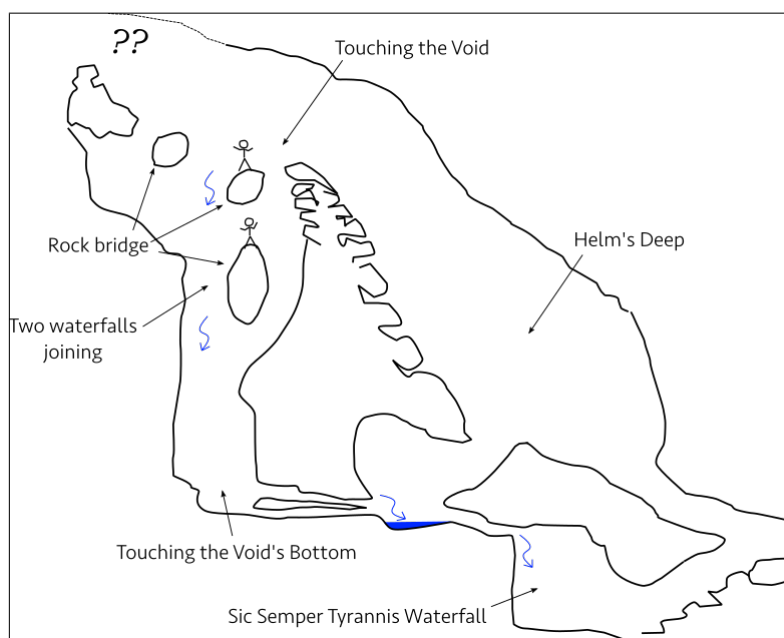 ??
Touching the Void
Rock bridge
Helm's Deep
Two waterfalls
joining
Touching the Void's Bottom
Sic Semper Tyrannis Waterfall